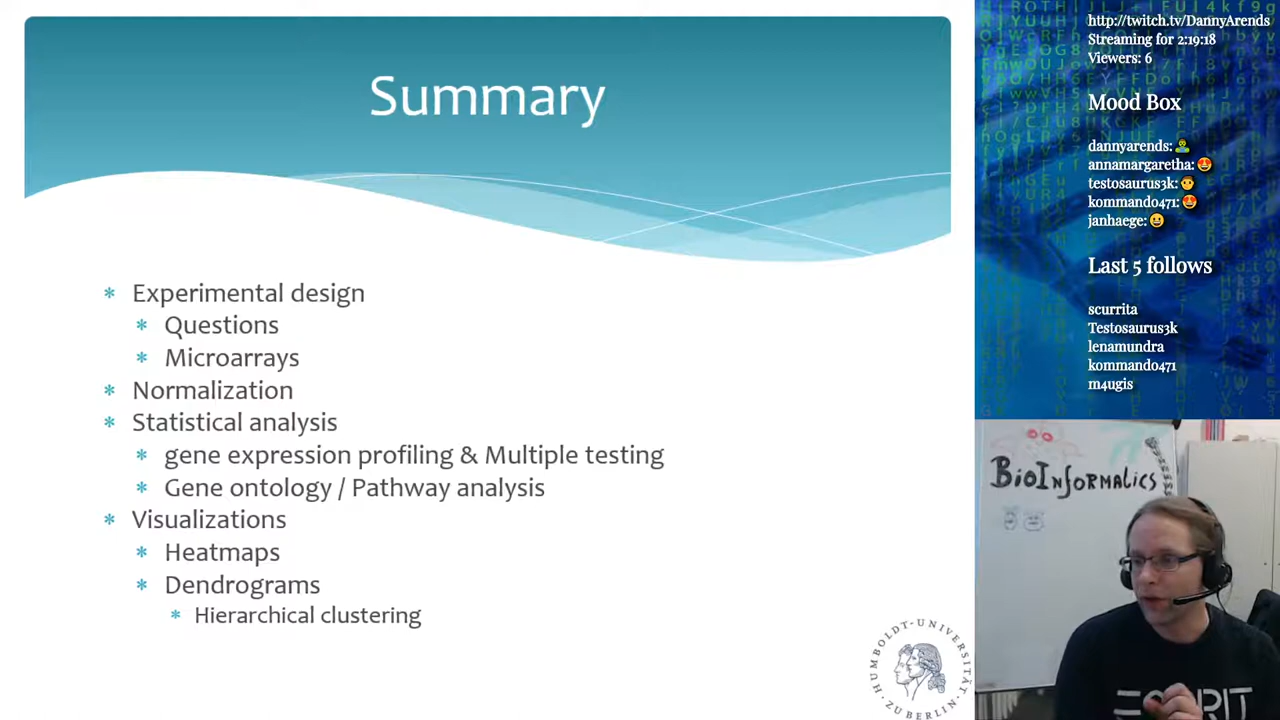 Summary
* Experimental design
* Questions
* Microarrays
* Normalization
* Statistical analysis
* gene expression profiling & Multiple testing
* Gene ontology / Pathway analysis
* Visualizations
* Heatmaps
* Dendrograms
* Hierarchical clustering
HUMBOLDT-UNIVERSITÄT
ZU BERLIN
http://twitch.tv/DannyArends
Streaming for 2:19:18
Viewers: 6
Mood Box
dannyarends:
annamargaretha:
testosaurus3k:
kommando471:
janhaege:
Last 5 follows
scurrita
Testosaurus3k
lenamundra
kommando471
m4ugis
BioInformatics